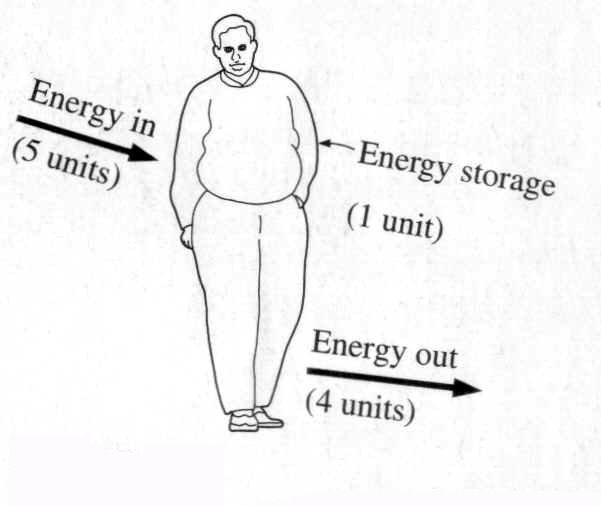 Energy in
(5 units)
Energy storage
(1 unit)
Energy out
(4 units)